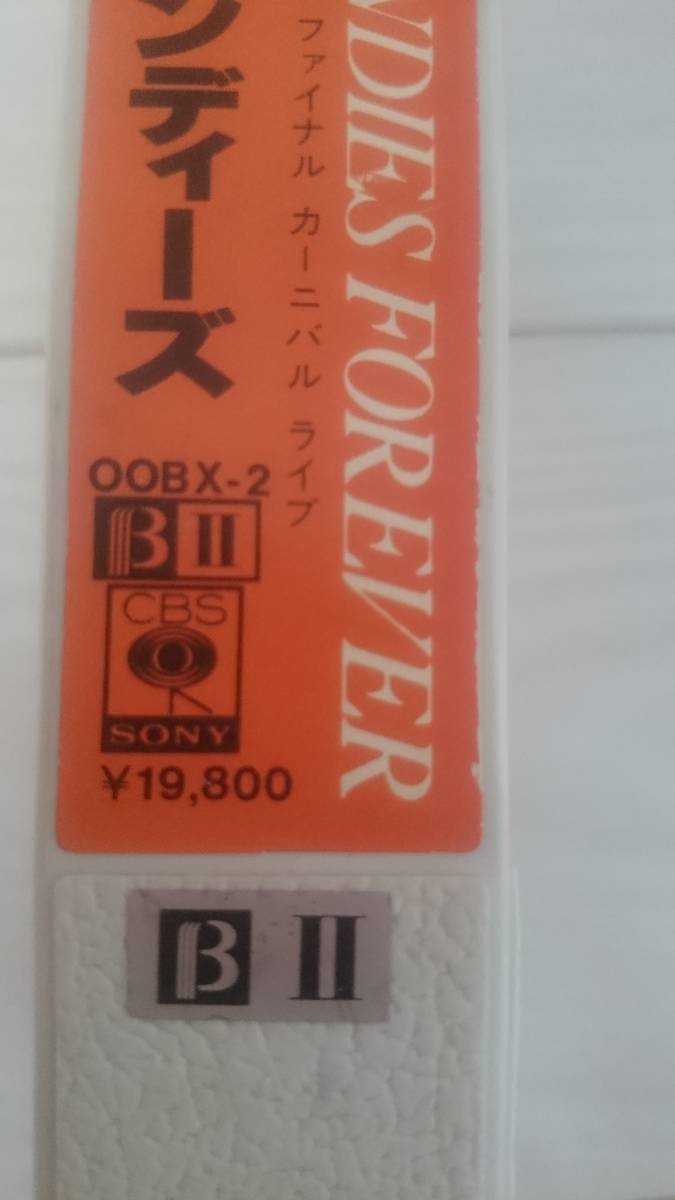 NDIES FOREVER
ファイナル カーニバル ライブ
ンディーズ
OOBX-2
β II
CBS
SONY
¥19,800
β II